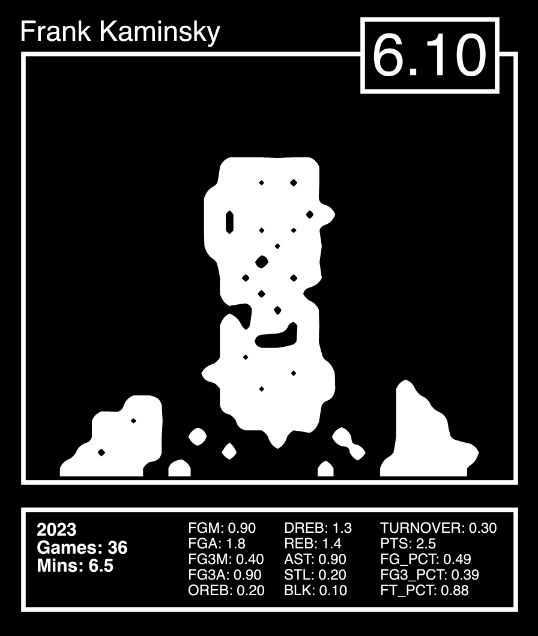 Frank Kaminsky
6.10
2023
Games: 36
Mins: 6.5
FGM: 0.90
FGA: 1.8
FG3M: 0.40
FG3A: 0.90
OREB: 0.20
DREB: 1.3
REB: 1.4
AST: 0.90
STL: 0.20
BLK: 0.10
TURNOVER: 0.30
PTS: 2.5
FG_PCT: 0.49
FG3_PCT: 0.39
FT_PCT: 0.88